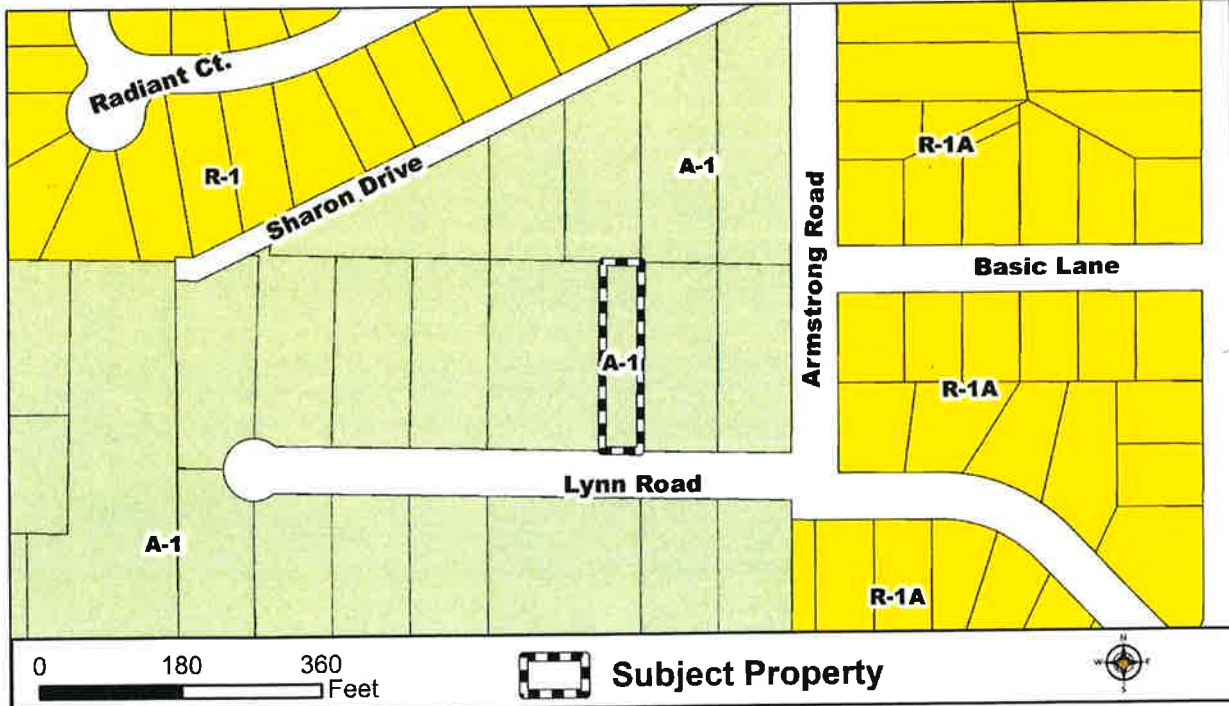 Radiant Ct.
R-1
Sharon Drive
A-1
Armstrong Road
R-1A
Basic Lane
A-1
R-1A
Lynn Road
A-1
R-1A
0 180 360
Feet
Subject Property
N
W E
S